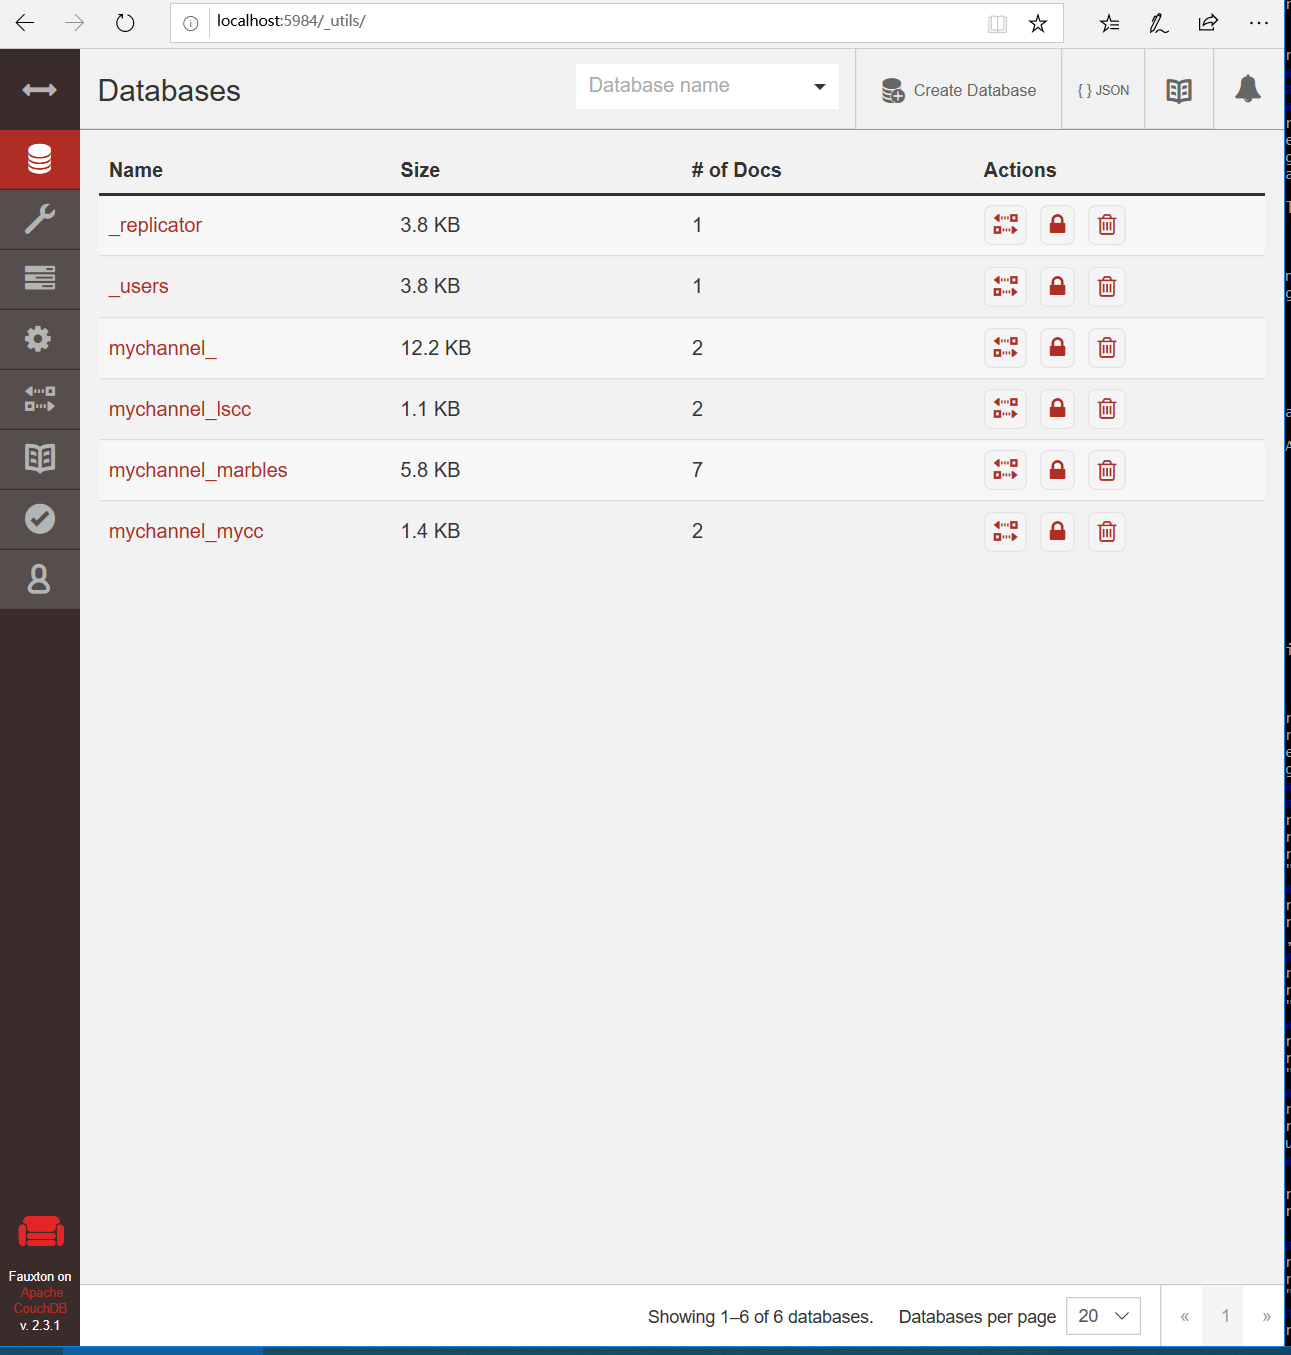 localhost:5984/_utils/
Databases
Database name
Create Database
{ } JSON
Name Size # of Docs Actions
_replicator 3.8 KB 1
_users 3.8 KB 1
mychannel_ 12.2 KB 2
mychannel_lscc 1.1 KB 2
mychannel_marbles 5.8 KB 7
mychannel_mycc 1.4 KB 2
Fauxton on
Apache
CouchDB
v. 2.3.1
Showing 1–6 of 6 databases. Databases per page 20 « 1 »